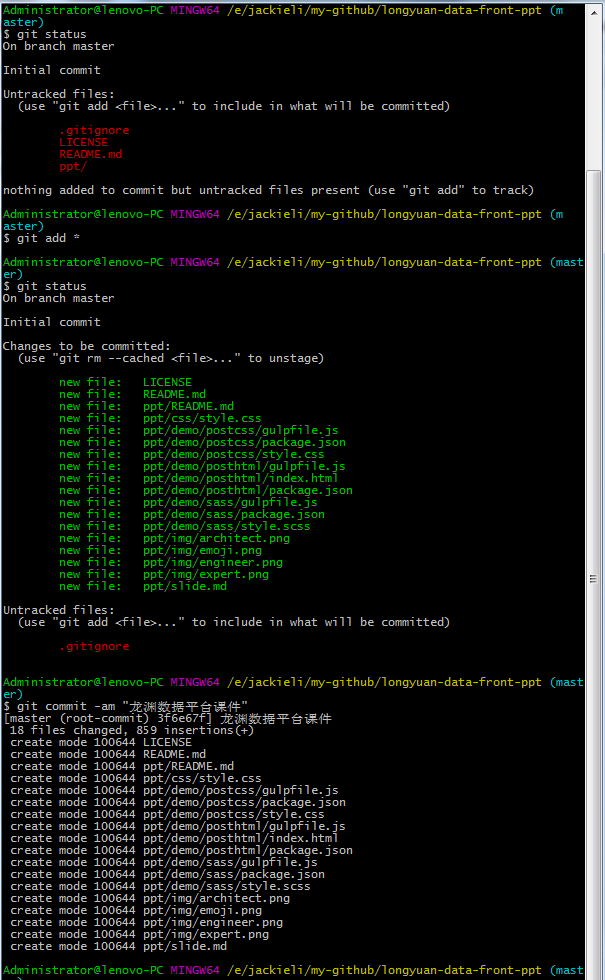 Administrator@lenovo-PC MINGW64 /e/jackieli/my-github/longyuan-data-front-ppt (m
aster)
$ git status
On branch master
Initial commit
Untracked files:
  (use "git add <file>..." to include in what will be committed)
        .gitignore
        LICENSE
        README.md
        ppt/
nothing added to commit but untracked files present (use "git add" to track)
Administrator@lenovo-PC MINGW64 /e/jackieli/my-github/longyuan-data-front-ppt (m
aster)
$ git add *
Administrator@lenovo-PC MINGW64 /e/jackieli/my-github/longyuan-data-front-ppt (mast
er)
$ git status
On branch master
Initial commit
Changes to be committed:
  (use "git rm --cached <file>..." to unstage)
        new file:   LICENSE
        new file:   README.md
        new file:   ppt/README.md
        new file:   ppt/css/style.css
        new file:   ppt/demo/postcss/gulpfile.js
        new file:   ppt/demo/postcss/package.json
        new file:   ppt/demo/postcss/style.css
        new file:   ppt/demo/posthtml/gulpfile.js
        new file:   ppt/demo/posthtml/index.html
        new file:   ppt/demo/posthtml/package.json
        new file:   ppt/demo/sass/gulpfile.js
        new file:   ppt/demo/sass/package.json
        new file:   ppt/demo/sass/style.scss
        new file:   ppt/img/architect.png
        new file:   ppt/img/emoji.png
        new file:   ppt/img/engineer.png
        new file:   ppt/img/expert.png
        new file:   ppt/slide.md
Untracked files:
  (use "git add <file>..." to include in what will be committed)
        .gitignore
Administrator@lenovo-PC MINGW64 /e/jackieli/my-github/longyuan-data-front-ppt (mast
er)
$ git commit -am "龙渊数据平台课件"
[master (root-commit) 3f6e67f] 龙渊数据平台课件
 18 files changed, 859 insertions(+)
 create mode 100644 LICENSE
 create mode 100644 README.md
 create mode 100644 ppt/README.md
 create mode 100644 ppt/css/style.css
 create mode 100644 ppt/demo/postcss/gulpfile.js
 create mode 100644 ppt/demo/postcss/package.json
 create mode 100644 ppt/demo/postcss/style.css
 create mode 100644 ppt/demo/posthtml/gulpfile.js
 create mode 100644 ppt/demo/posthtml/index.html
 create mode 100644 ppt/demo/posthtml/package.json
 create mode 100644 ppt/demo/sass/gulpfile.js
 create mode 100644 ppt/demo/sass/package.json
 create mode 100644 ppt/demo/sass/style.scss
 create mode 100644 ppt/img/architect.png
 create mode 100644 ppt/img/emoji.png
 create mode 100644 ppt/img/engineer.png
 create mode 100644 ppt/img/expert.png
 create mode 100644 ppt/slide.md
Administrator@lenovo-PC MINGW64 /e/jackieli/my-github/longyuan-data-front-ppt (mast